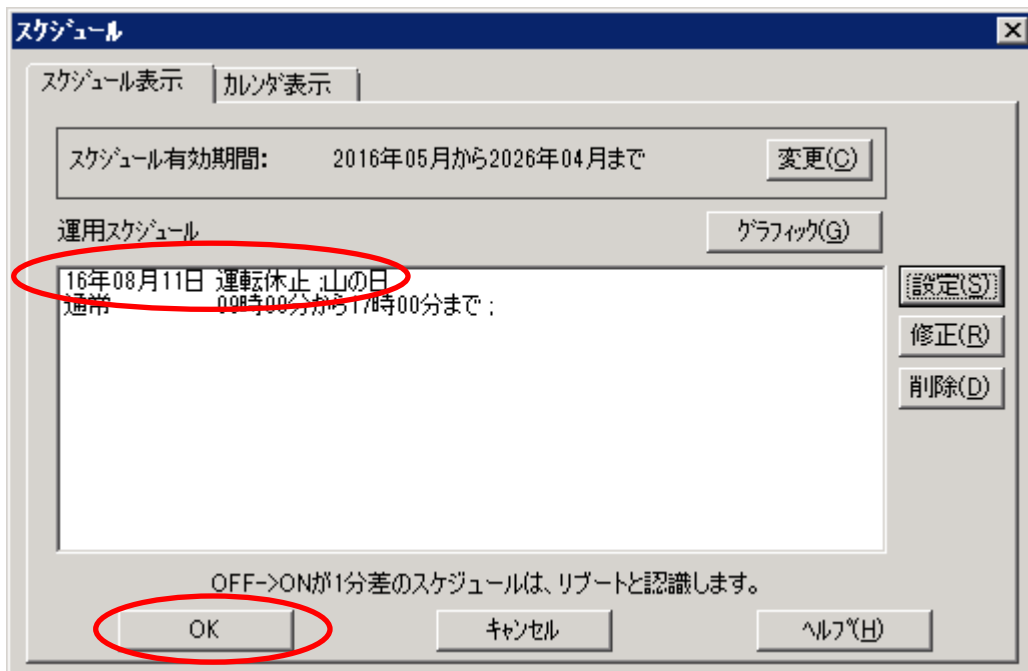 スケジュール
スケジュール表示 カレンダ表示
スケジュール有効期間: 2016年05月から2026年04月まで 変更(C)
運用スケジュール グラフィック(G)
16年08月11日 運転休止 ;山の日
通常 09時00分から17時00分まで ;
設定(S)
修正(R)
削除(D)
OFF->ONが1分差のスケジュールは、リブートと認識します。
OK キャンセル ヘルプ(H)